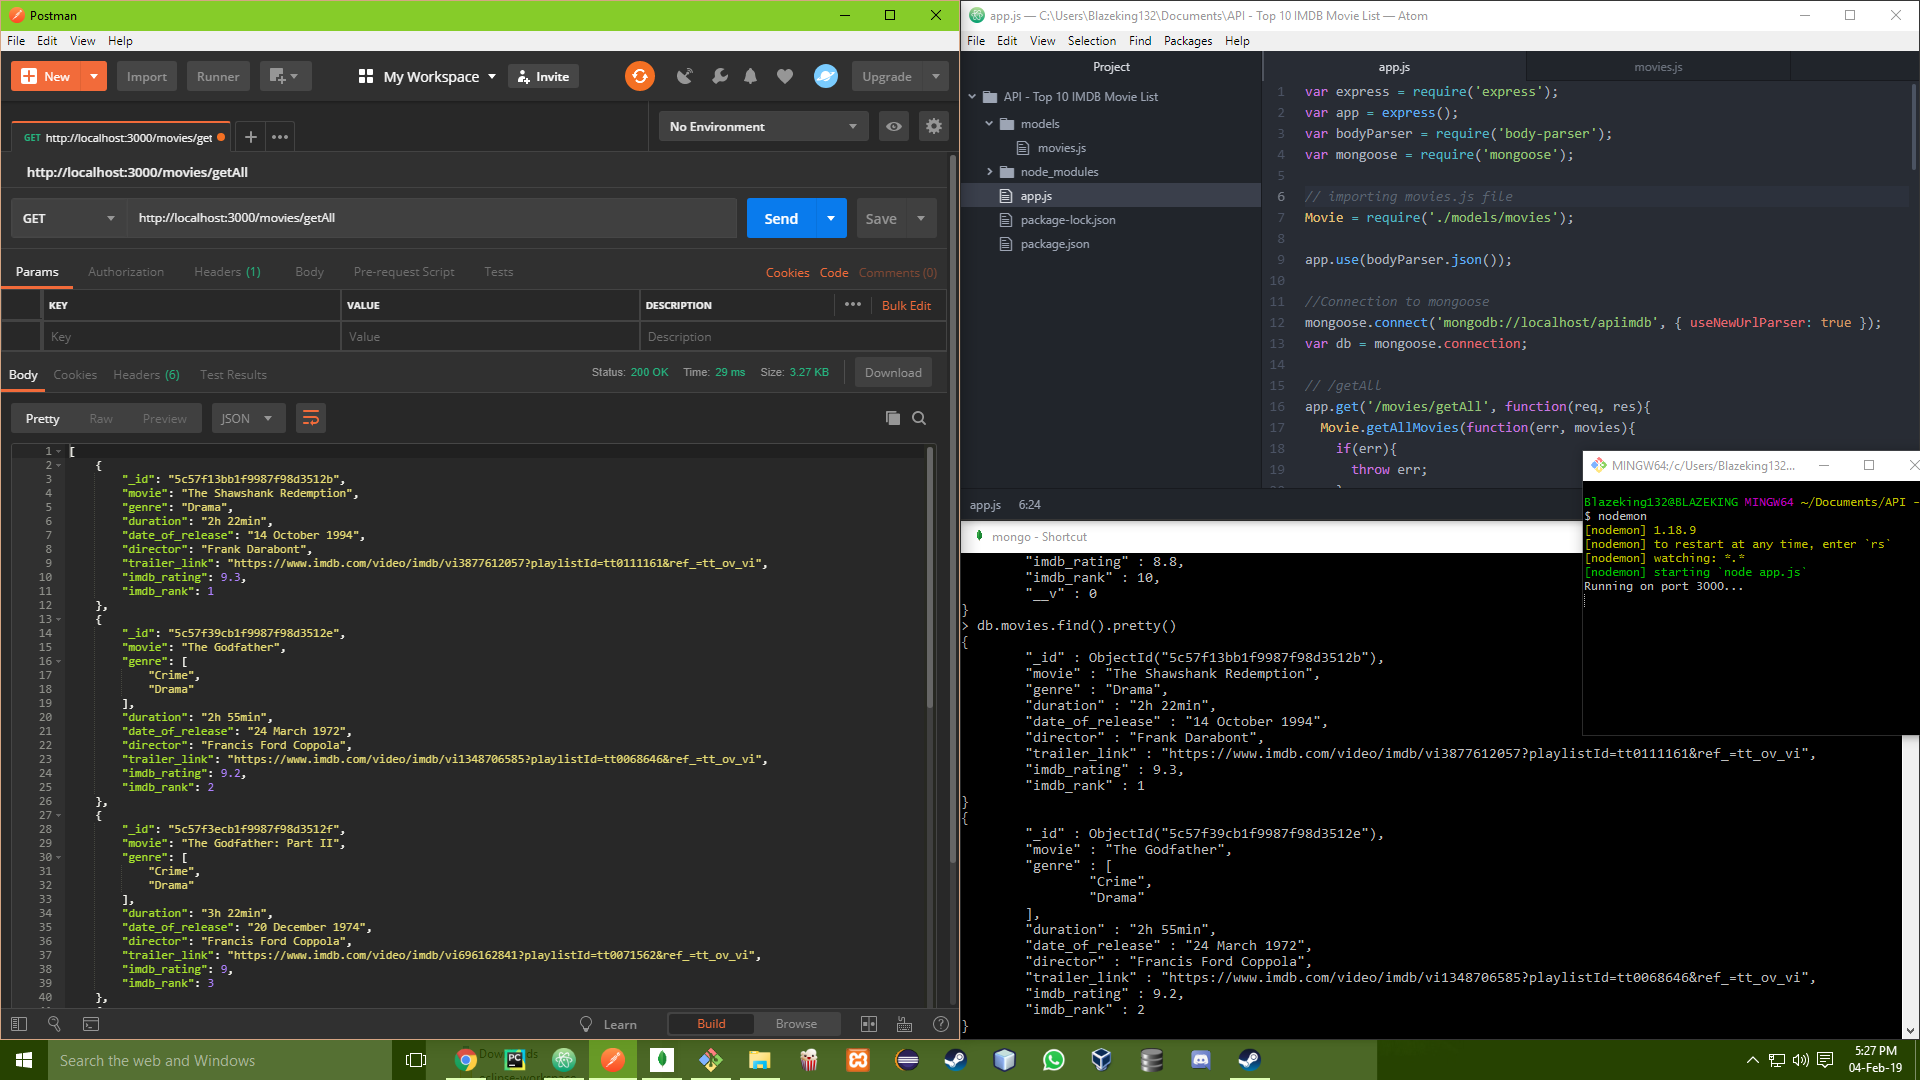 Postman
File Edit View Help
New Import Runner My Workspace Invite Upgrade
GET http://localhost:3000/movies/get
No Environment
http://localhost:3000/movies/getAll
GET http://localhost:3000/movies/getAll Send Save
Params Authorization Headers (1) Body Pre-request Script Tests Cookies Code Comments (0)
KEY VALUE DESCRIPTION Bulk Edit
Key Value Description
Body Cookies Headers (6) Test Results Status: 200 OK Time: 29 ms Size: 3.27 KB Download
Pretty Raw Preview JSON
1 [
2 {
3 "_id": "5c57f13bb1f9987f98d3512b",
4 "movie": "The Shawshank Redemption",
5 "genre": "Drama",
6 "duration": "2h 22min",
7 "date_of_release": "14 October 1994",
8 "director": "Frank Darabont",
9 "trailer_link": "https://www.imdb.com/video/imdb/vi3877612057?playlistId=tt0111161&ref_=tt_ov_vi",
10 "imdb_rating": 9.3,
11 "imdb_rank": 1
12 },
13 {
14 "_id": "5c57f39cb1f9987f98d3512e",
15 "movie": "The Godfather",
16 "genre": [
17 "Crime",
18 "Drama"
19 ],
20 "duration": "2h 55min",
21 "date_of_release": "24 March 1972",
22 "director": "Francis Ford Coppola",
23 "trailer_link": "https://www.imdb.com/video/imdb/vi1348706585?playlistId=tt0068646&ref_=tt_ov_vi",
24 "imdb_rating": 9.2,
25 "imdb_rank": 2
26 },
27 {
28 "_id": "5c57f3ecb1f9987f98d3512f",
29 "movie": "The Godfather: Part II",
30 "genre": [
31 "Crime",
32 "Drama"
33 ],
34 "duration": "3h 22min",
35 "date_of_release": "20 December 1974",
36 "director": "Francis Ford Coppola",
37 "trailer_link": "https://www.imdb.com/video/imdb/vi696162841?playlistId=tt0071562&ref_=tt_ov_vi",
38 "imdb_rating": 9,
39 "imdb_rank": 3
40 },
Learn Build Browse
app.js — C:\Users\Blazeking132\Documents\API - Top 10 IMDB Movie List — Atom
File Edit View Selection Find Packages Help
Project
API - Top 10 IMDB Movie List
models
movies.js
node_modules
app.js
package-lock.json
package.json
app.js movies.js
1 var express = require('express');
2 var app = express();
3 var bodyParser = require('body-parser');
4 var mongoose = require('mongoose');
5
6 // importing movies.js file
7 Movie = require('./models/movies');
8
9 app.use(bodyParser.json());
10
11 //Connection to mongoose
12 mongoose.connect('mongodb://localhost/apiimdb', { useNewUrlParser: true });
13 var db = mongoose.connection;
14
15 // /getAll
16 app.get('/movies/getAll', function(req, res){
17 Movie.getAllMovies(function(err, movies){
18 if(err){
19 throw err;
app.js 6:24
MINGW64:/c/Users/Blazeking132...
Blazeking132@BLAZEKING MINGW64 ~/Documents/API -
$ nodemon
[nodemon] 1.18.9
[nodemon] to restart at any time, enter `rs`
[nodemon] watching: *.*
[nodemon] starting `node app.js`
Running on port 3000...
mongo - Shortcut
"imdb_rating" : 8.8,
"imdb_rank" : 10,
"__v" : 0
}
> db.movies.find().pretty()
{
"_id" : ObjectId("5c57f13bb1f9987f98d3512b"),
"movie" : "The Shawshank Redemption",
"genre" : "Drama",
"duration" : "2h 22min",
"date_of_release" : "14 October 1994",
"director" : "Frank Darabont",
"trailer_link" : "https://www.imdb.com/video/imdb/vi3877612057?playlistId=tt0111161&ref_=tt_ov_vi",
"imdb_rating" : 9.3,
"imdb_rank" : 1
}
{
"_id" : ObjectId("5c57f39cb1f9987f98d3512e"),
"movie" : "The Godfather",
"genre" : [
"Crime",
"Drama"
],
"duration" : "2h 55min",
"date_of_release" : "24 March 1972",
"director" : "Francis Ford Coppola",
"trailer_link" : "https://www.imdb.com/video/imdb/vi1348706585?playlistId=tt0068646&ref_=tt_ov_vi",
"imdb_rating" : 9.2,
"imdb_rank" : 2
}
Search the web and Windows
5:27 PM
04-Feb-19